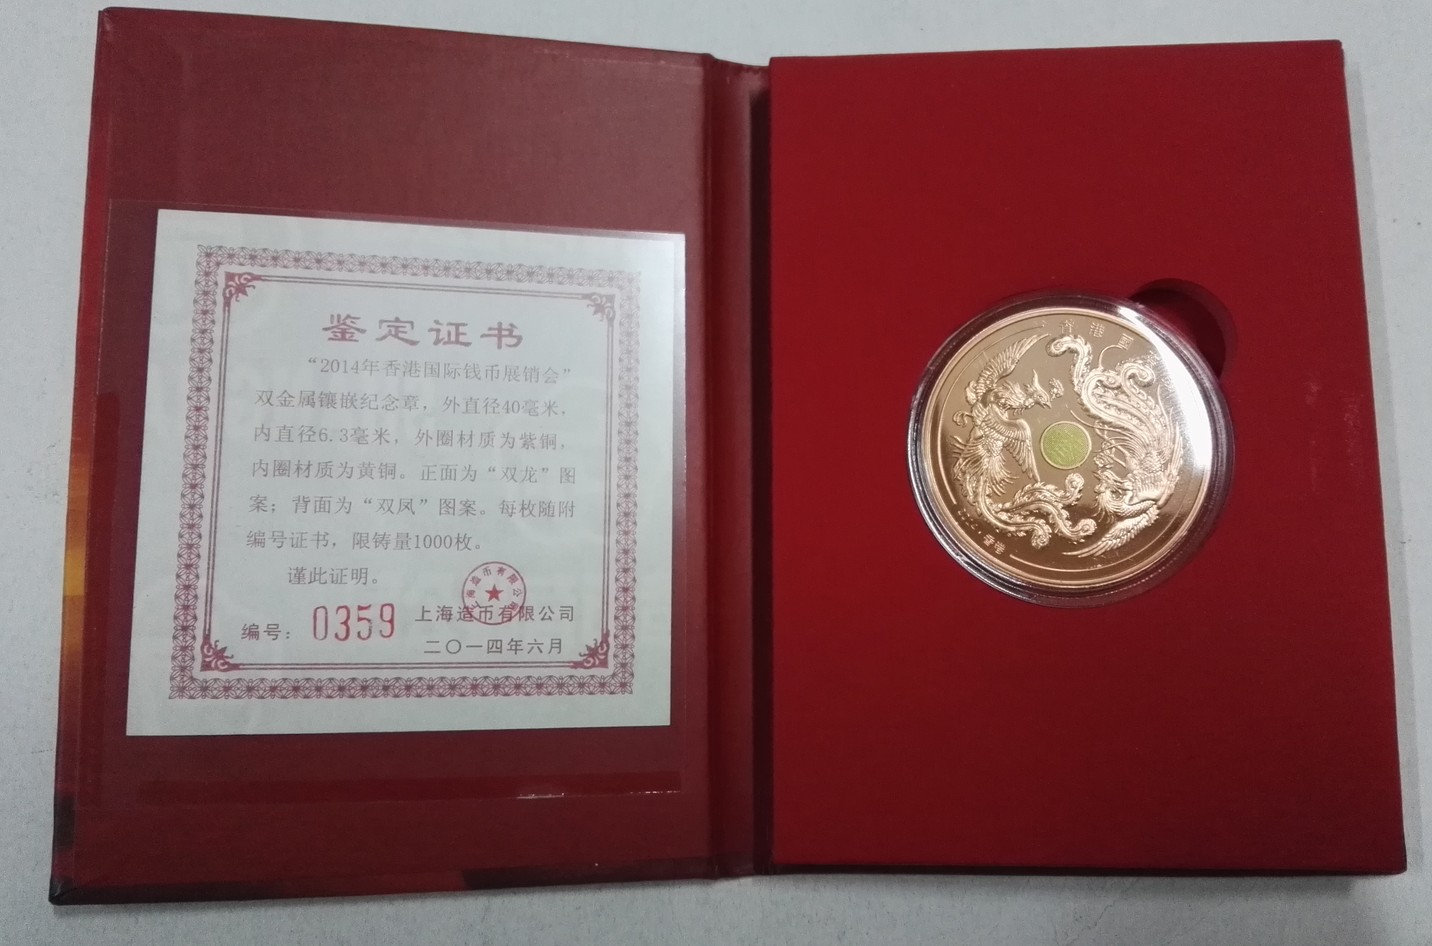 鉴定证书
“2014年香港国际钱币展销会”
双金属镶嵌纪念章，外直径40毫米，
内直径6.3毫米，外圈材质为紫铜，
内圈材质为黄铜。正面为“双龙”图
案；背面为“双凤”图案。每枚随附
编号证书，限铸量1000枚。
谨此证明。
编号：0359
上海造币有限公司
二〇一四年六月
香港
香港